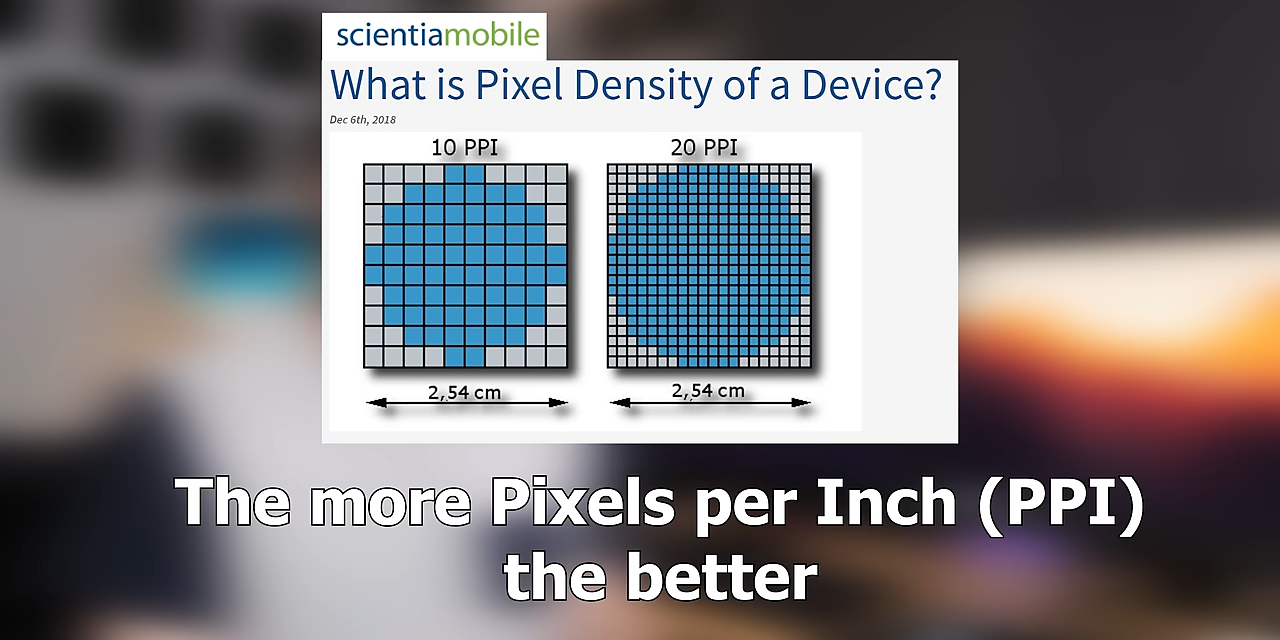 scientiamobile
What is Pixel Density of a Device?
Dec 6th, 2018
10 PPI
20 PPI
2,54 cm
2,54 cm
The more Pixels per Inch (PPI)
the better